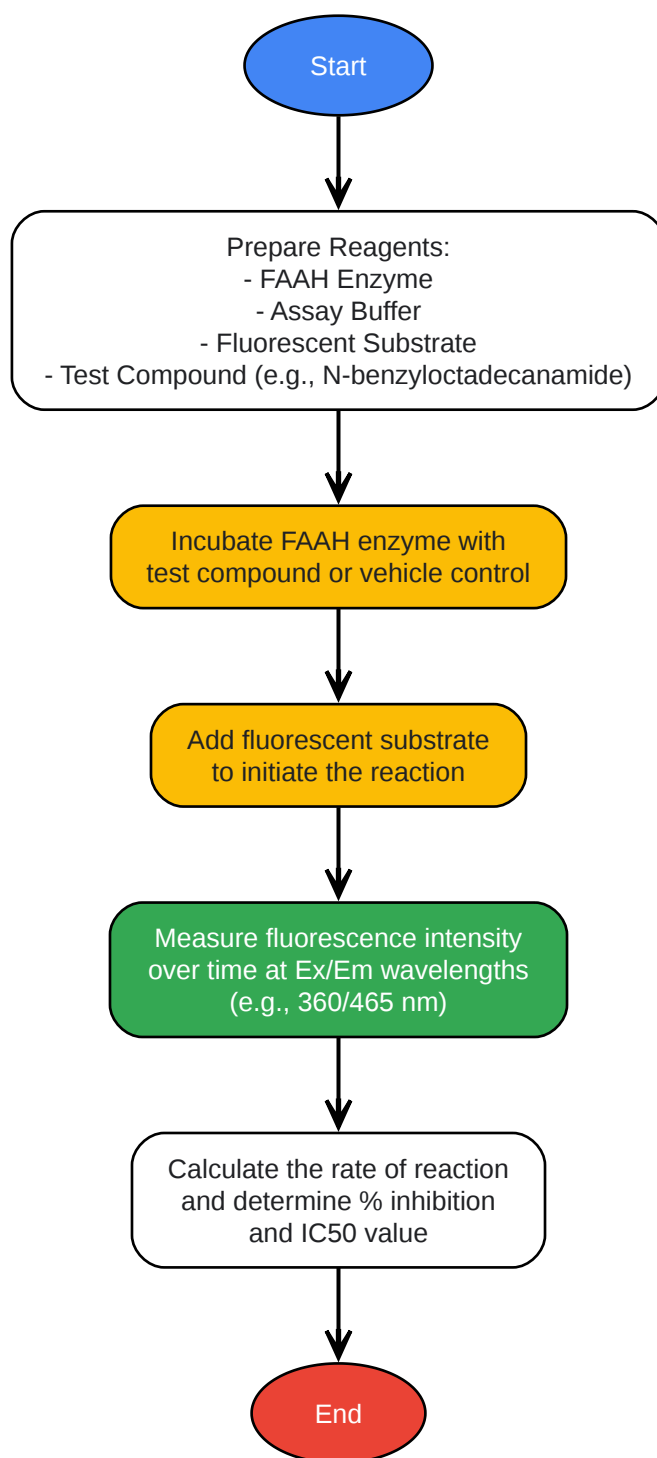 Start
Prepare Reagents:
- FAAH Enzyme
- Assay Buffer
- Fluorescent Substrate
- Test Compound (e.g., N-benzyloctadecanamide)
Incubate FAAH enzyme with
test compound or vehicle control
Add fluorescent substrate
to initiate the reaction
Measure fluorescence intensity
over time at Ex/Em wavelengths
(e.g., 360/465 nm)
Calculate the rate of reaction
and determine % inhibition
and IC50 value
End